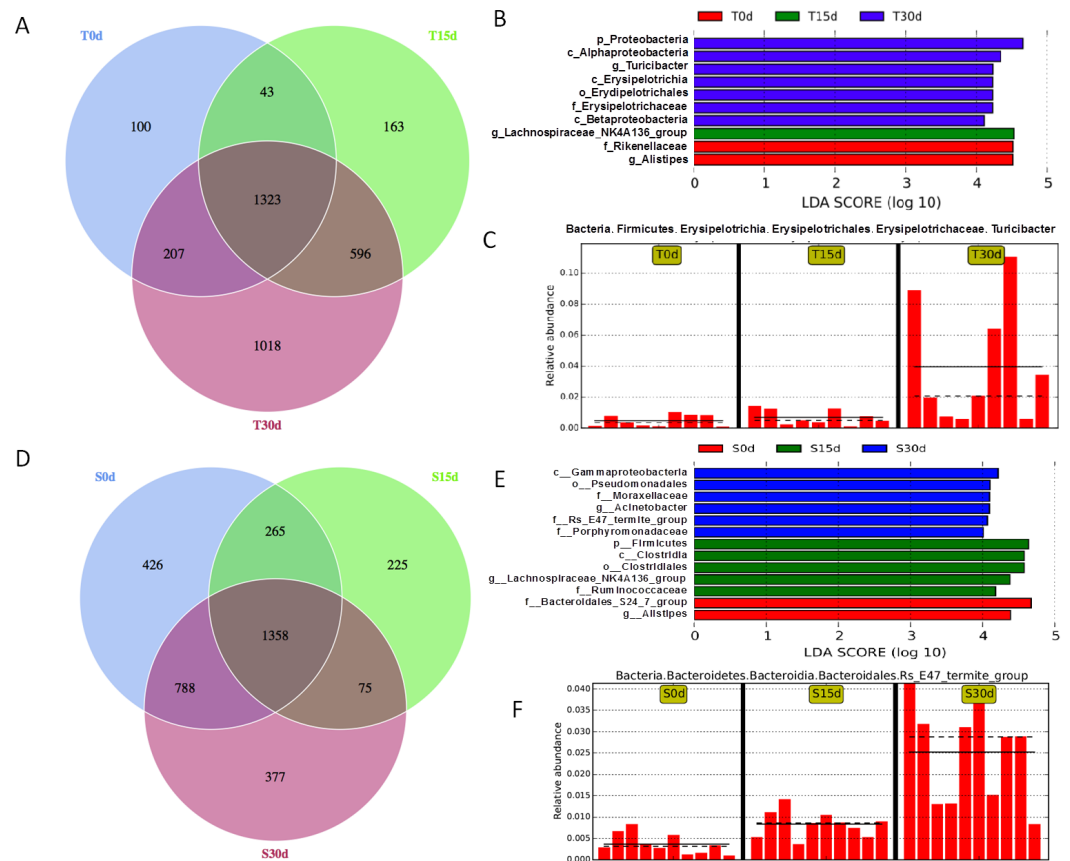 A
T0d
T15d
43
100
163
1323
207
596
1018
T30d
B
T0d T15d T30d
p_Proteobacteria
c_Alphaproteobacteria
g_Turicibacter
c_Erysipelotrichia
o_Erydipelotrichales
f_Erysipelotrichaceae
c_Betaproteobacteria
g_Lachnospiraceae_NK4A136_group
f_Rikenellaceae
g_Alistipes
0 1 2 3 4 5
LDA SCORE (log 10)
C
Bacteria. Firmicutes. Erysipelotrichia. Erysipelotrichales. Erysipelotrichaceae. Turicibacter
T0d T15d T30d
Relative abundance
0.10
0.08
0.06
0.04
0.02
0.00
D
S0d
S15d
265
426
225
1358
788
75
377
S30d
E
S0d S15d S30d
c__Gammaproteobacteria
o__Pseudomonadales
f__Moraxellaceae
g__Acinetobacter
f__Rs_E47_termite_group
f__Porphyromonadaceae
p__Firmicutes
c__Clostridia
o__Clostridiales
g__Lachnospiraceae_NK4A136_group
f__Ruminococcaceae
f__Bacteroidales_S24_7_group
g__Alistipes
0 1 2 3 4 5
LDA SCORE (log 10)
F
Bacteria.Bacteroidetes.Bacteroidia.Bacteroidales.Rs_E47_termite_group
S0d S15d S30d
Relative abundance
0.040
0.035
0.030
0.025
0.020
0.015
0.010
0.005
0.000